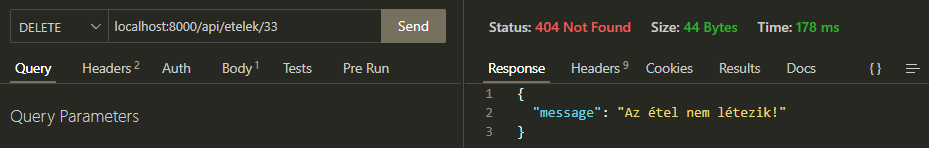 DELETE localhost:8000/api/etelek/33 Send
Query Headers 2 Auth Body 1 Tests Pre Run
Query Parameters
Status: 404 Not Found Size: 44 Bytes Time: 178 ms
Response Headers 9 Cookies Results Docs {}
1 {
2 "message": "Az étel nem létezik!"
3 }